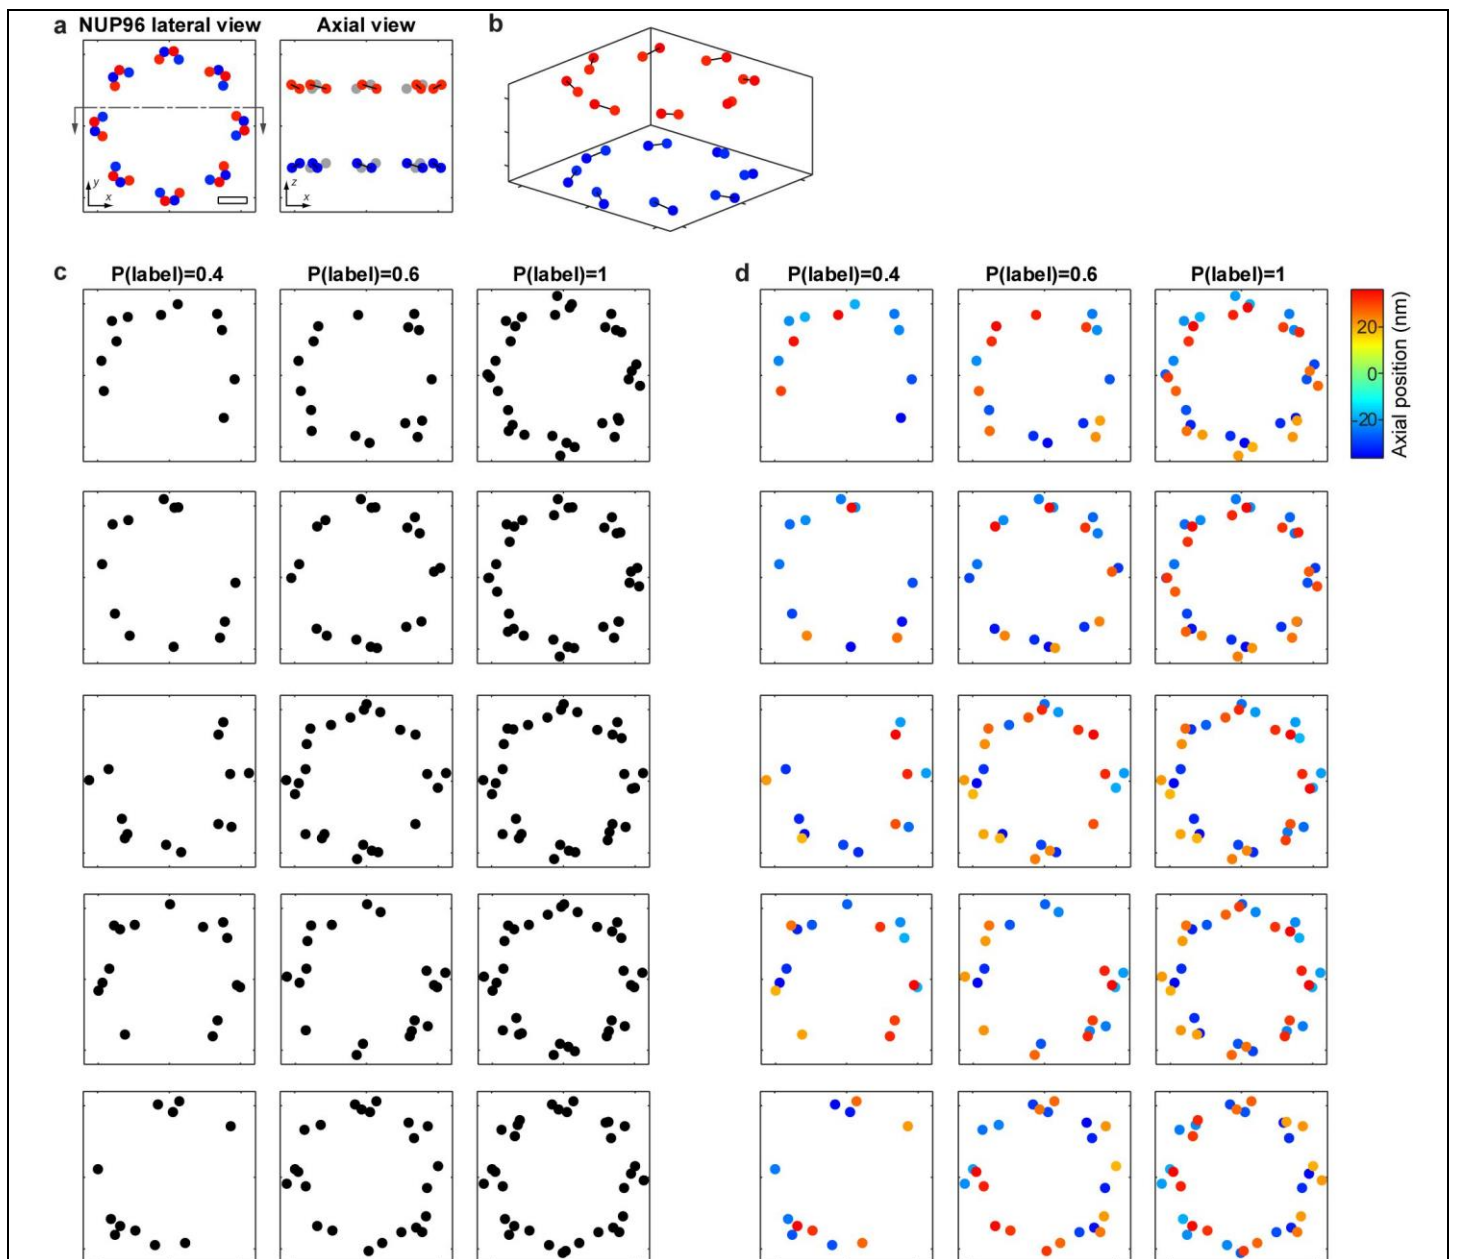 a NUP96 lateral view Axial view b
y
x
z
x
c P(label)=0.4 P(label)=0.6 P(label)=1 d P(label)=0.4 P(label)=0.6 P(label)=1
20
0
-20
Axial position (nm)